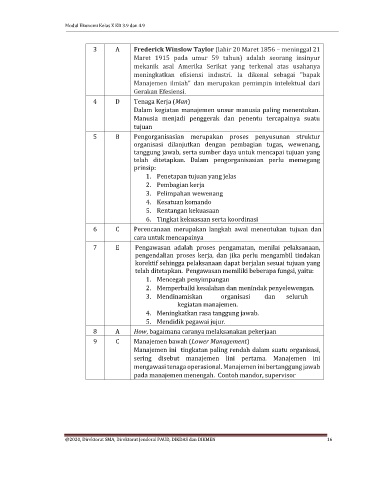 Modul Ekonomi Kelas X KD 3.9 dan 4.9
3 A Frederick Winslow Taylor (lahir 20 Maret 1856 – meninggal 21
Maret 1915 pada umur 59 tahun) adalah seorang insinyur
mekanik asal Amerika Serikat yang terkenal atas usahanya
meningkatkan efisiensi industri. Ia dikenal sebagai "bapak
Manajemen ilmiah" dan merupakan pemimpin intelektual dari
Gerakan Efesiensi.
4 D Tenaga Kerja (Man)
Dalam kegiatan manajemen unsur manusia paling menentukan.
Manusia menjadi penggerak dan penentu tercapainya suatu
tujuan
5 B Pengorganisasian merupakan proses penyusunan struktur
organisasi dilanjutkan dengan pembagian tugas, wewenang,
tanggung jawab, serta sumber daya untuk mencapai tujuan yang
telah ditetapkan. Dalam pengorganisasian perlu memegang
prinsip:
1. Penetapan tujuan yang jelas
2. Pembagian kerja
3. Pelimpahan wewenang
4. Kesatuan komando
5. Rentangan kekuasaan
6. Tingkat kekuasaan serta koordinasi
6 C Perencanaan merupakan langkah awal menentukan tujuan dan
cara untuk mencapainya
7 E Pengawasan adalah proses pengamatan, menilai pelaksanaan,
pengendalian proses kerja, dan jika perlu mengambil tindakan
korektif sehingga pelaksanaan dapat berjalan sesuai tujuan yang
telah ditetapkan. Pengawasan memiliki beberapa fungsi, yaitu:
1. Mencegah penyimpangan
2. Memperbaiki kesalahan dan menindak penyelewengan.
3. Mendinamiskan organisasi dan seluruh
kegiatan manajemen.
4. Meningkatkan rasa tanggung jawab.
5. Mendidik pegawai jujur.
8 A How, bagaimana caranya melaksanakan pekerjaan
9 C Manajemen bawah (Lower Management)
Manajemen ini tingkatan paling rendah dalam suatu organisasi,
sering disebut manajemen lini pertama. Manajemen ini
mengawasi tenaga operasional. Manajemen ini bertanggung jawab
pada manajemen menengah. Contoh mandor, supervisor
@2020, Direktorat SMA, Direktorat Jenderal PAUD, DIKDAS dan DIKMEN 16